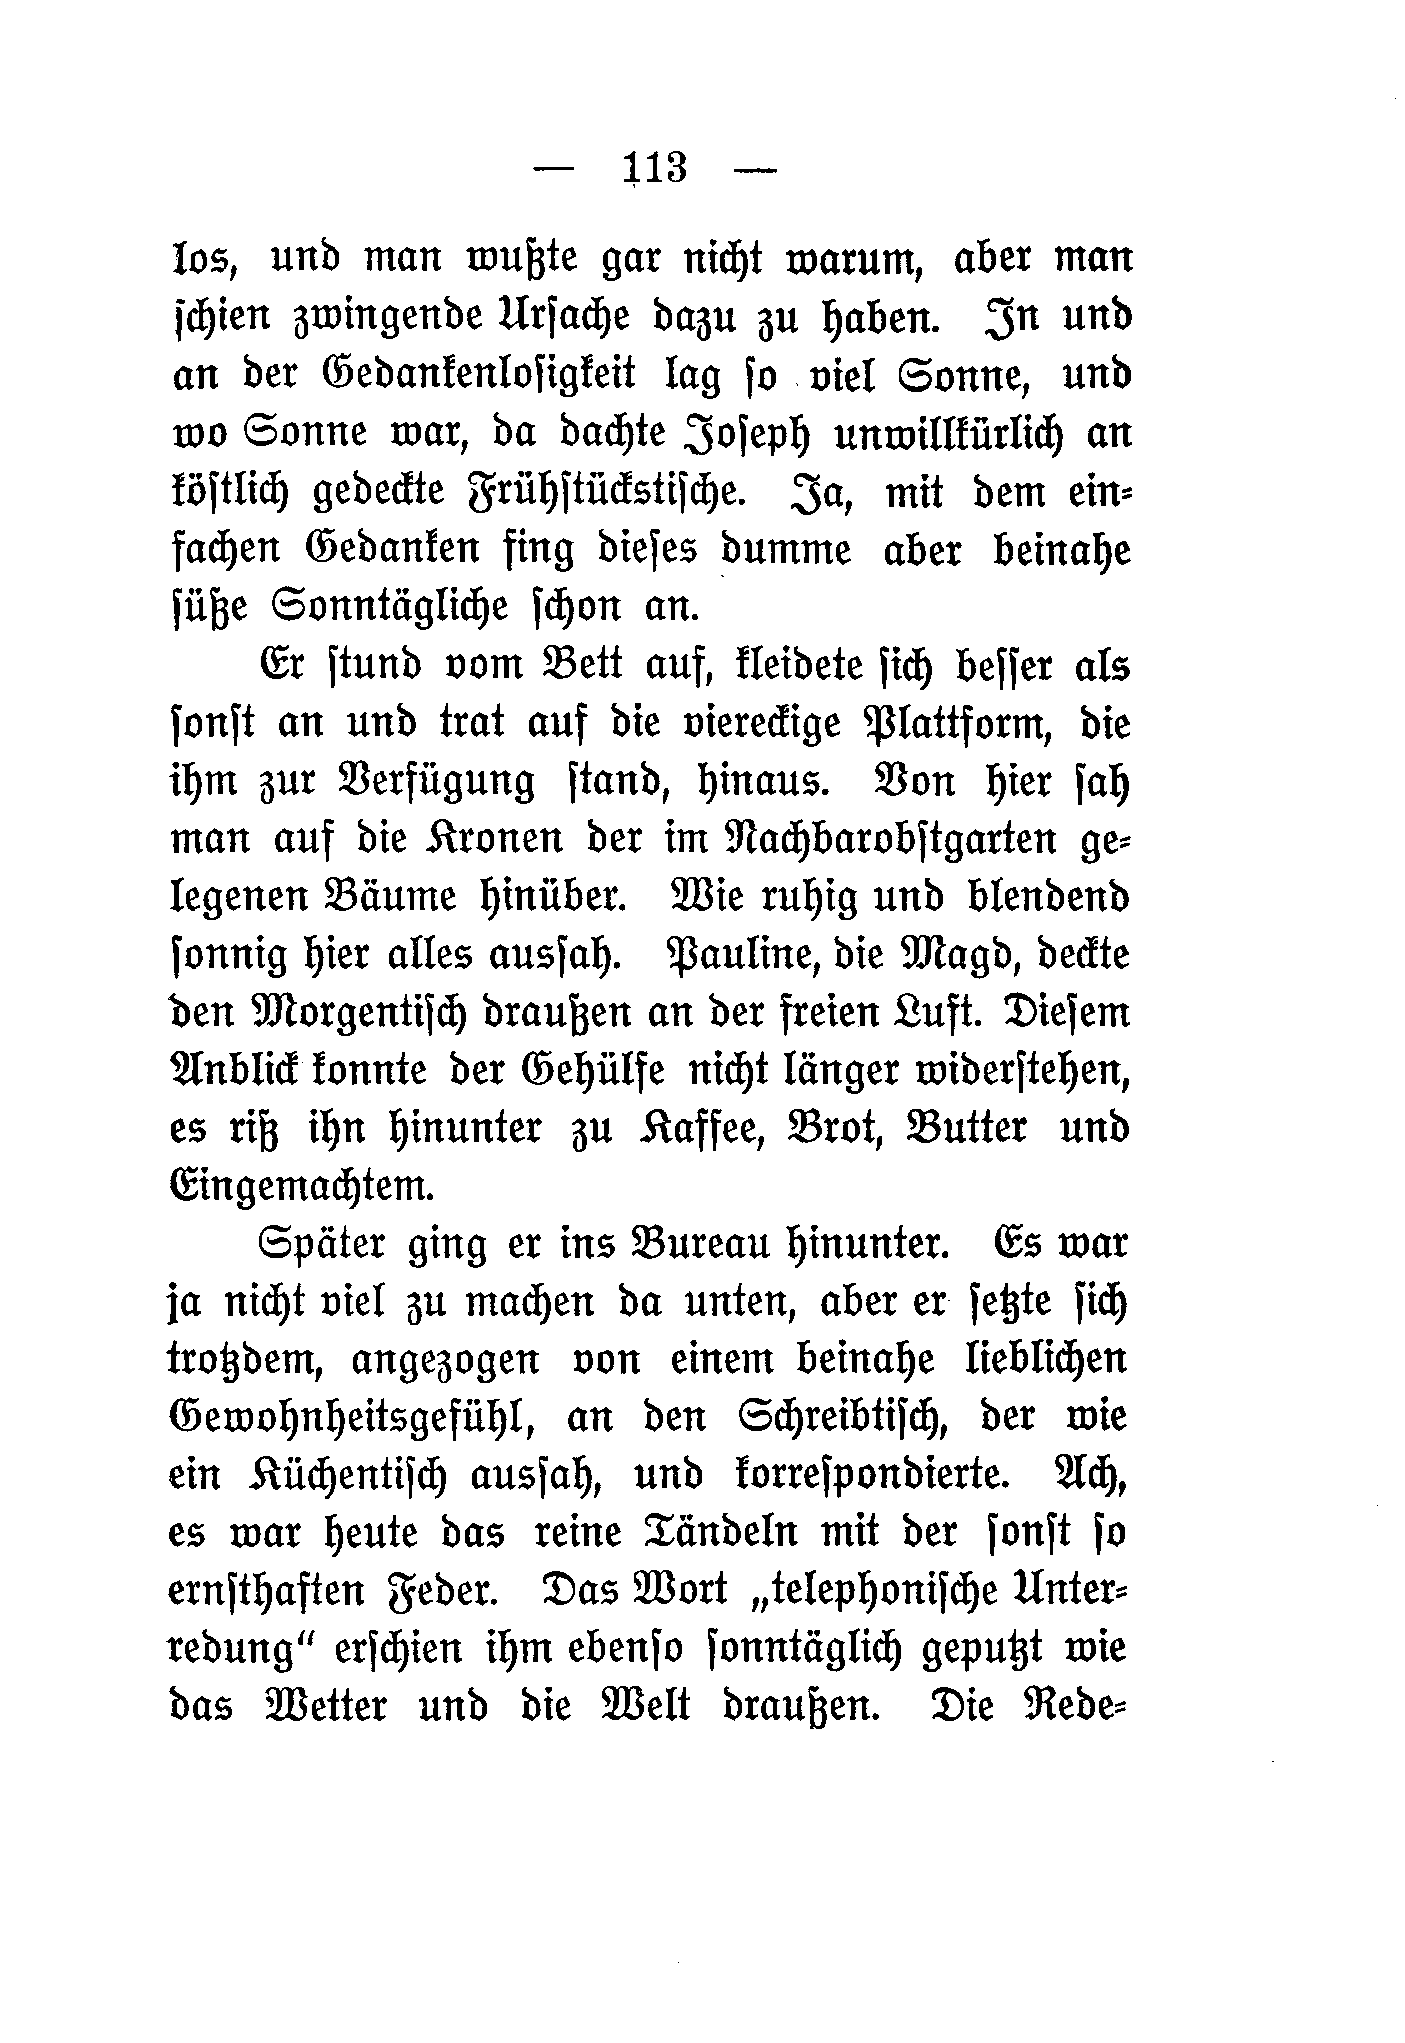 — 113 —
los, und man wußte gar nicht warum, aber man
ſchien zwingende Urſache dazu zu haben. In und
an der Gedankenloſigkeit lag ſo viel Sonne, und
wo Sonne war, da dachte Joſeph unwillkürlich an
köſtlich gedeckte Frühſtückstiſche. Ja, mit dem ein-
fachen Gedanken fing dieſes dumme aber beinahe
ſüße Sonntägliche ſchon an.
Er ſtund vom Bett auf, kleidete ſich beſſer als
ſonſt an und trat auf die viereckige Plattform, die
ihm zur Verfügung ſtand, hinaus. Von hier ſah
man auf die Kronen der im Nachbarobſtgarten ge-
legenen Bäume hinüber. Wie ruhig und blendend
ſonnig hier alles ausſah. Pauline, die Magd, deckte
den Morgentiſch draußen an der freien Luft. Dieſem
Anblick konnte der Gehülfe nicht länger widerſtehen,
es riß ihn hinunter zu Kaffee, Brot, Butter und
Eingemachtem.
Später ging er ins Bureau hinunter. Es war
ja nicht viel zu machen da unten, aber er ſetzte ſich
trotzdem, angezogen von einem beinahe lieblichen
Gewohnheitsgefühl, an den Schreibtiſch, der wie
ein Küchentiſch ausſah, und korreſpondierte. Ach,
es war heute das reine Tändeln mit der ſonſt ſo
ernſthaften Feder. Das Wort „telephoniſche Unter-
redung“ erſchien ihm ebenſo ſonntäglich geputzt wie
das Wetter und die Welt draußen. Die Rede-